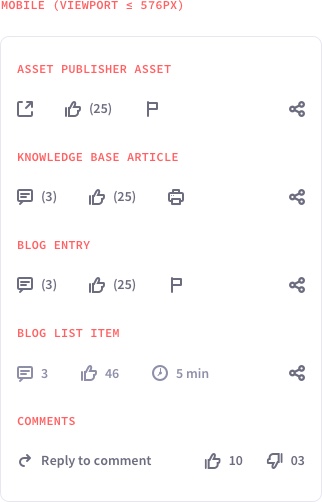 MOBILE (VIEWPORT ≤ 576PX)
ASSET PUBLISHER ASSET
(25)
KNOWLEDGE BASE ARTICLE
(3) (25)
BLOG ENTRY
(3) (25)
BLOG LIST ITEM
3 46 5 min
COMMENTS
Reply to comment 10 03